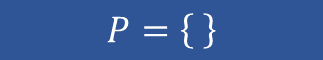 P = { }